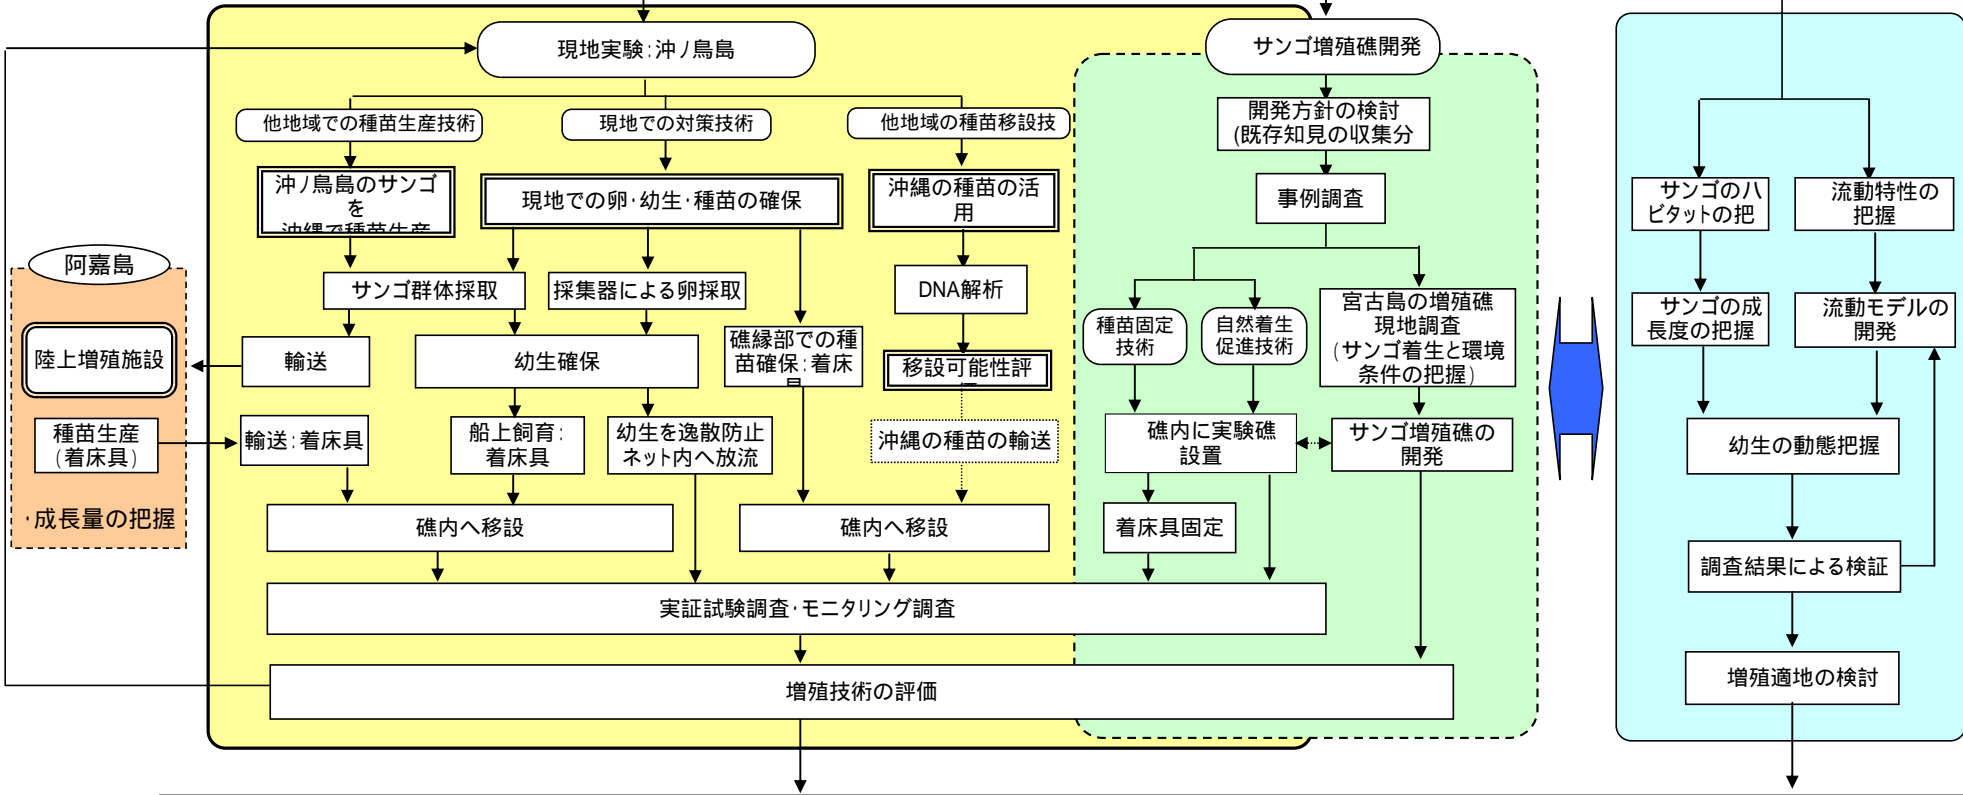 現地実験:沖ノ鳥島
サンゴ増殖礁開発
他地域での種苗生産技術
現地での対策技術
他地域の種苗移設技
開発方針の検討
(既存知見の収集分
沖ノ鳥島のサンゴ
を
沖縄で種苗生産
現地での卵・幼生・種苗の確保
沖縄の種苗の活
用
事例調査
サンゴのハ
ビタットの把
流動特性の
把握
阿嘉島
サンゴ群体採取
採集器による卵採取
DNA解析
種苗固定
技術
自然着生
促進技術
宮古島の増殖礁
現地調査
(サンゴ着生と環境
条件の把握)
サンゴの成
長度の把握
流動モデルの
開発
陸上増殖施設
輸送
幼生確保
礁縁部での種
苗確保:着床
具
移設可能性評
種苗生産
(着床具)
輸送:着床具
船上飼育:
着床具
幼生を逸散防止
ネット内へ放流
沖縄の種苗の輸送
礁内に実験礁
設置
サンゴ増殖礁の
開発
幼生の動態把握
・成長量の把握
礁内へ移設
礁内へ移設
着床具固定
調査結果による検証
実証試験調査・モニタリング調査
増殖技術の評価
増殖適地の検討